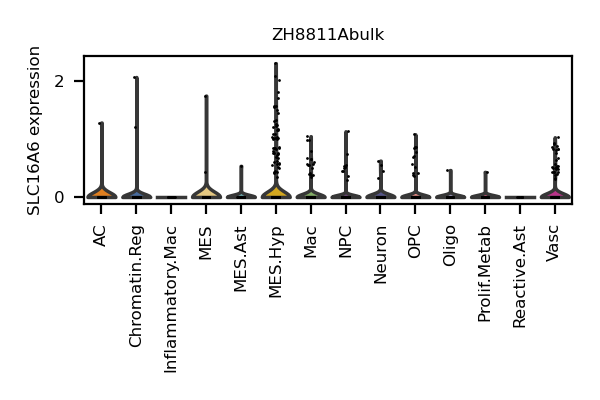 ZH8811Abulk
SLC16A6 expression
2
0
AC
Chromatin.Reg
Inflammatory.Mac
MES
MES.Ast
MES.Hyp
Mac
NPC
Neuron
OPC
Oligo
Prolif.Metab
Reactive.Ast
Vasc